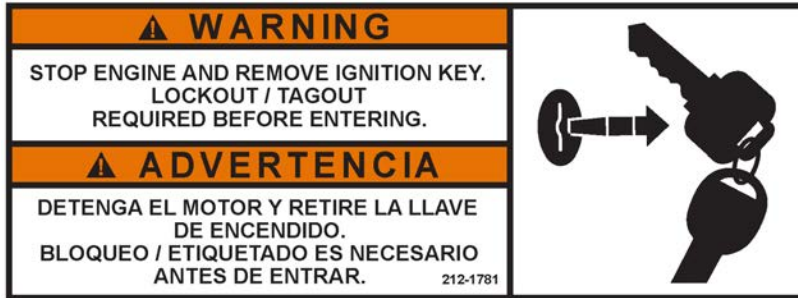 WARNING
STOP ENGINE AND REMOVE IGNITION KEY.
LOCKOUT / TAGOUT
REQUIRED BEFORE ENTERING.
ADVERTENCIA
DETENGA EL MOTOR Y RETIRE LA LLAVE
DE ENCENDIDO.
BLOQUEO / ETIQUETADO ES NECESARIO
ANTES DE ENTRAR.
212-1781